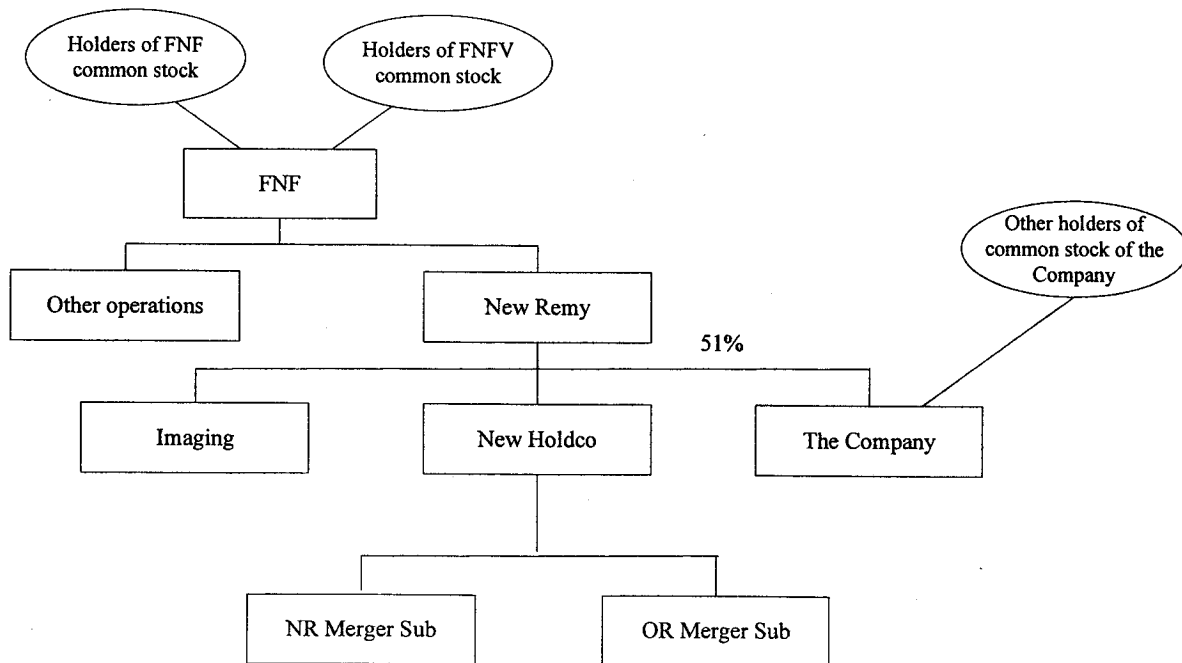 Holders of FNF
common stock
Holders of FNFV
common stock
FNF
Other holders of
common stock of the
Company
Other operations
New Remy
51%
Imaging
New Holdco
The Company
NR Merger Sub
OR Merger Sub